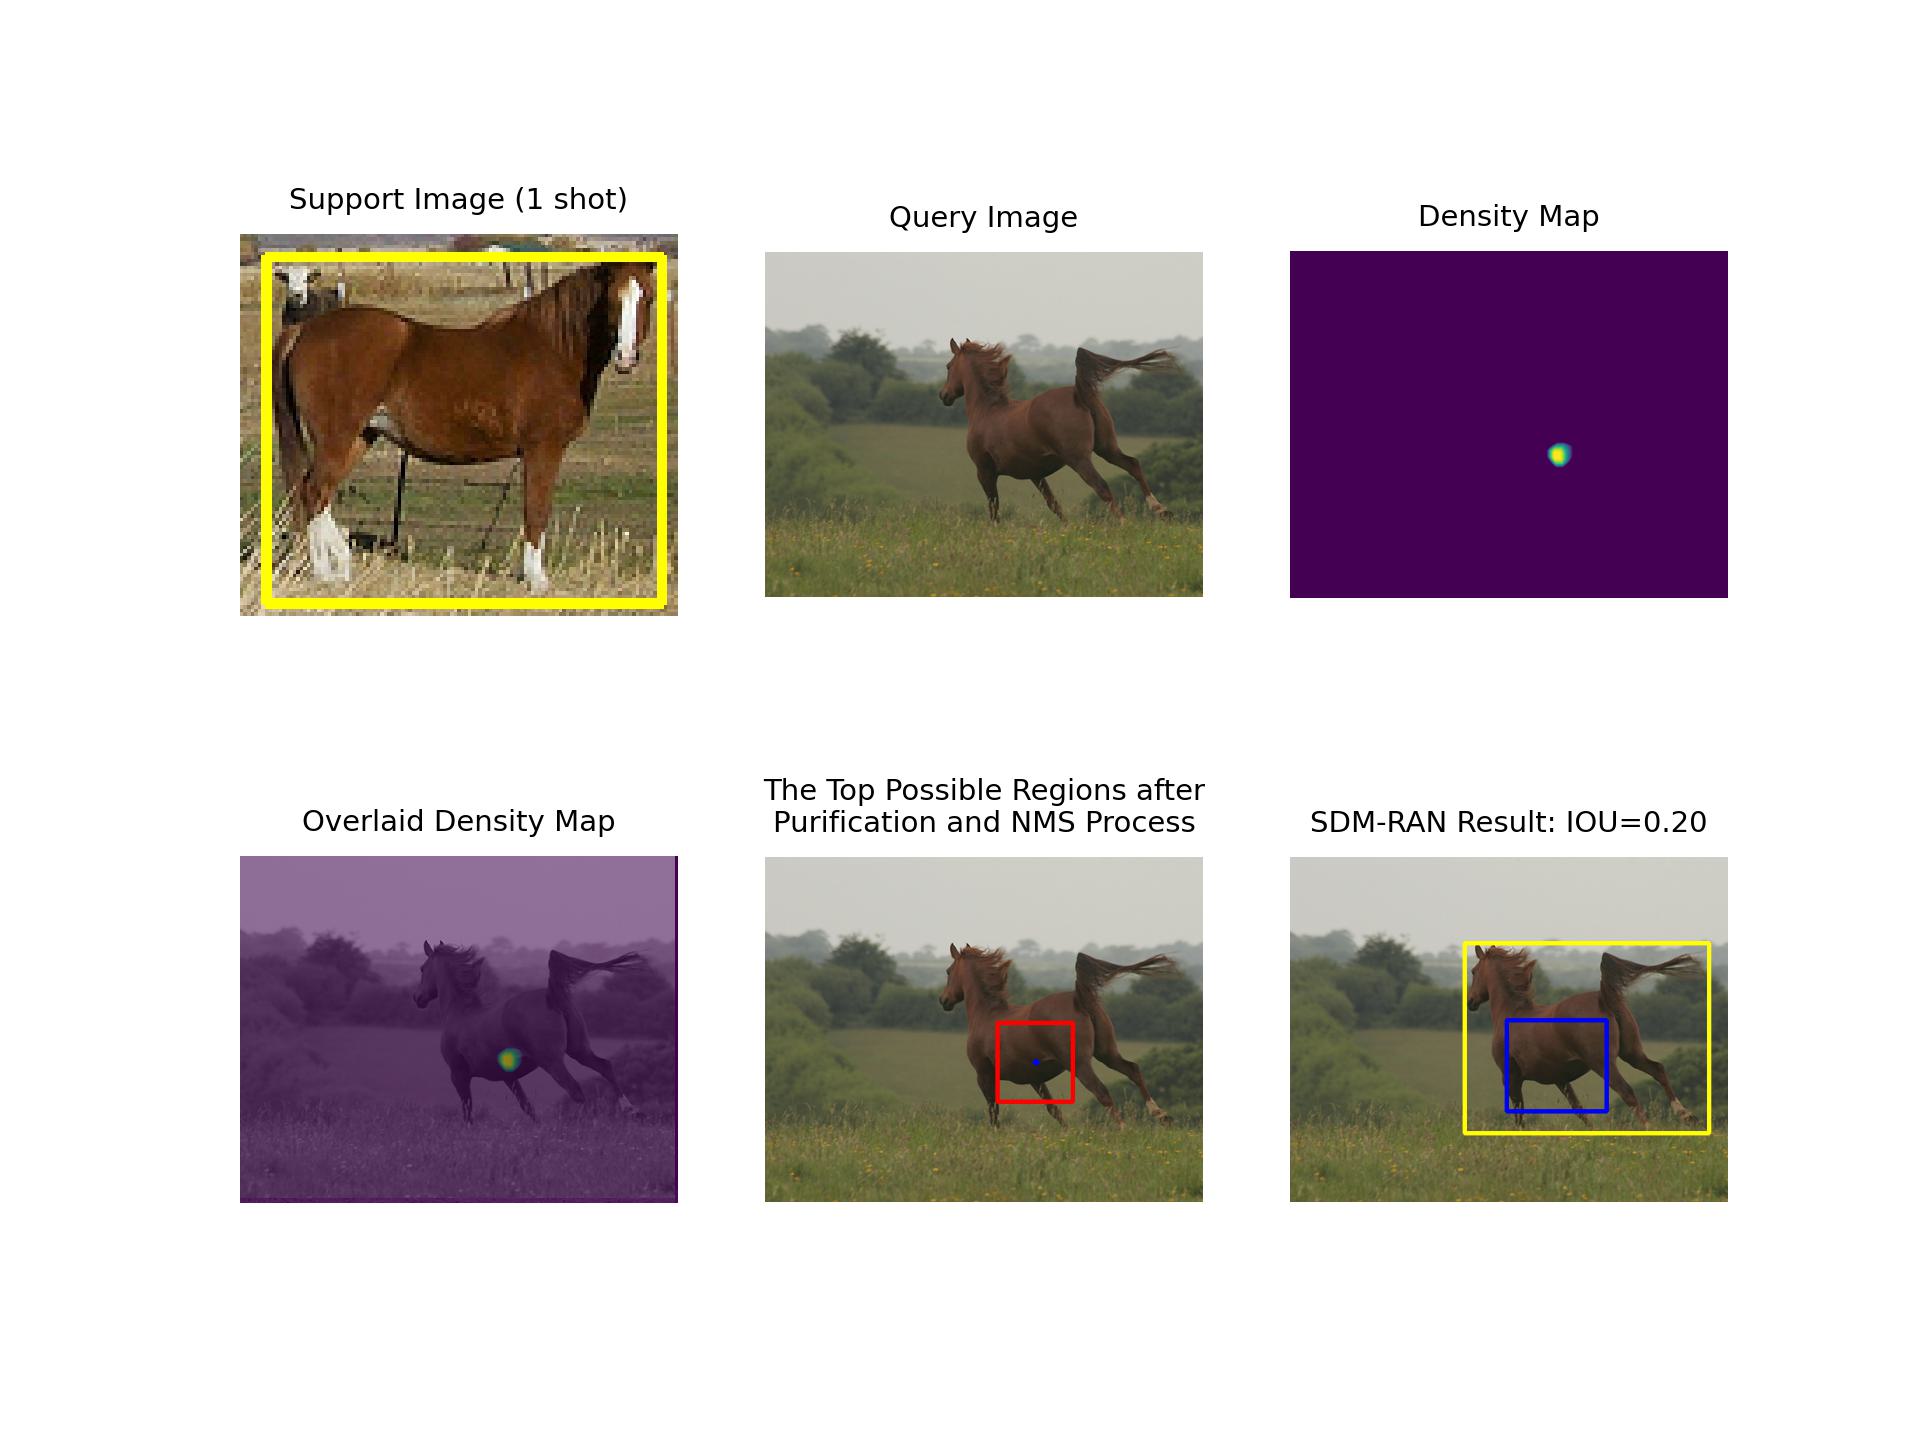 Support Image (1 shot)
Query Image
Density Map
Overlaid Density Map
The Top Possible Regions after
Purification and NMS Process
SDM-RAN Result: IOU=0.20